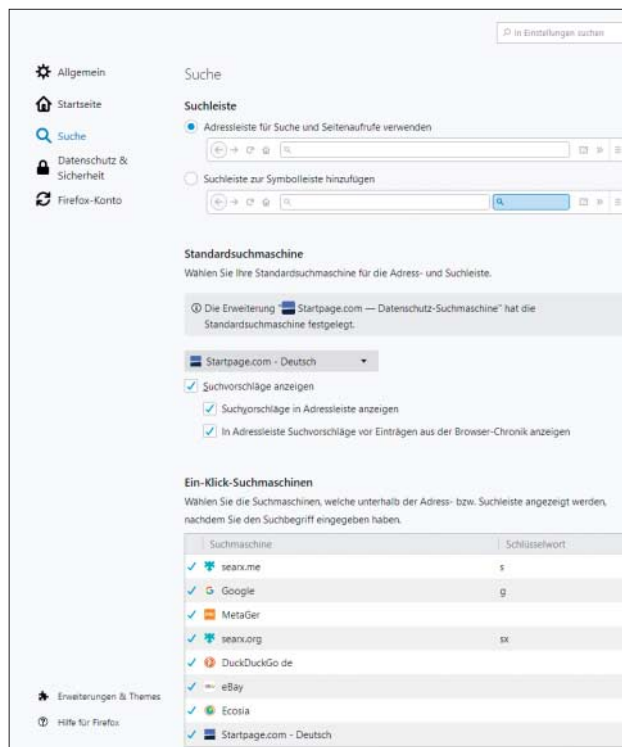 in Einstellungen suchen
Allgemein
Startseite
Suche
Datenschutz &
Sicherheit
Firefox-Konto
Erweiterungen & Themes
Hilfe für Firefox
Suche
Suchleiste
Adressleiste für Suche und Seitenaufrufe verwenden
Suchleiste zur Symbolleiste hinzufügen
Standardsuchmaschine
Wählen Sie Ihre Standardsuchmaschine für die Adress- und Suchleiste.
Die Erweiterung "Startpage.com — Datenschutz-Suchmaschine" hat die
Standardsuchmaschine festgelegt.
Startpage.com - Deutsch
Suchvorschläge anzeigen
Suchvorschläge in Adressleiste anzeigen
In Adressleiste Suchvorschläge vor Einträgen aus der Browser-Chronik anzeigen
Ein-Klick-Suchmaschinen
Wählen Sie die Suchmaschinen, welche unterhalb der Adress- bzw. Suchleiste angezeigt werden,
nachdem Sie den Suchbegriff eingegeben haben.
Suchmaschine Schlüsselwort
searx.me s
Google g
MetaGer
searx.org sx
DuckDuckGo de
eBay
Ecosia
Startpage.com - Deutsch